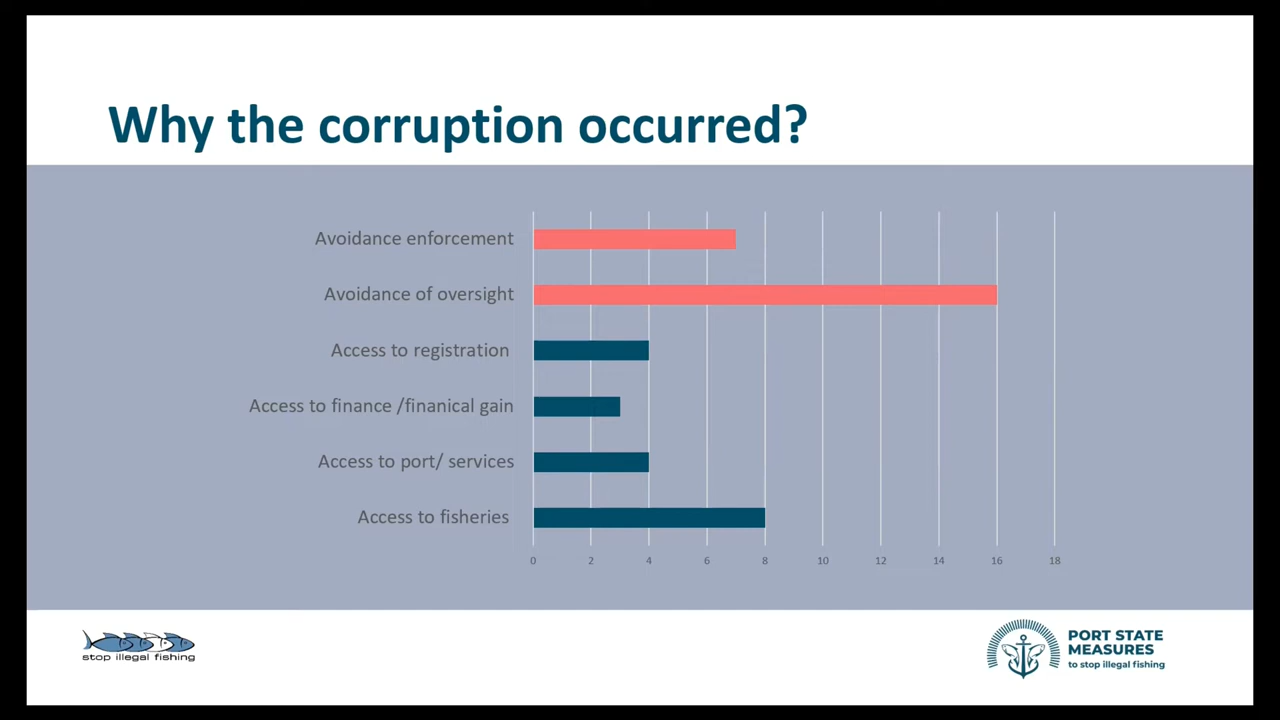 Why the corruption occurred?
Avoidance enforcement
Avoidance of oversight
Access to registration
Access to finance /finanical gain
Access to port/ services
Access to fisheries
0 2 4 6 8 10 12 14 16 18
stop illegal fishing
PORT STATE
MEASURES
to stop illegal fishing